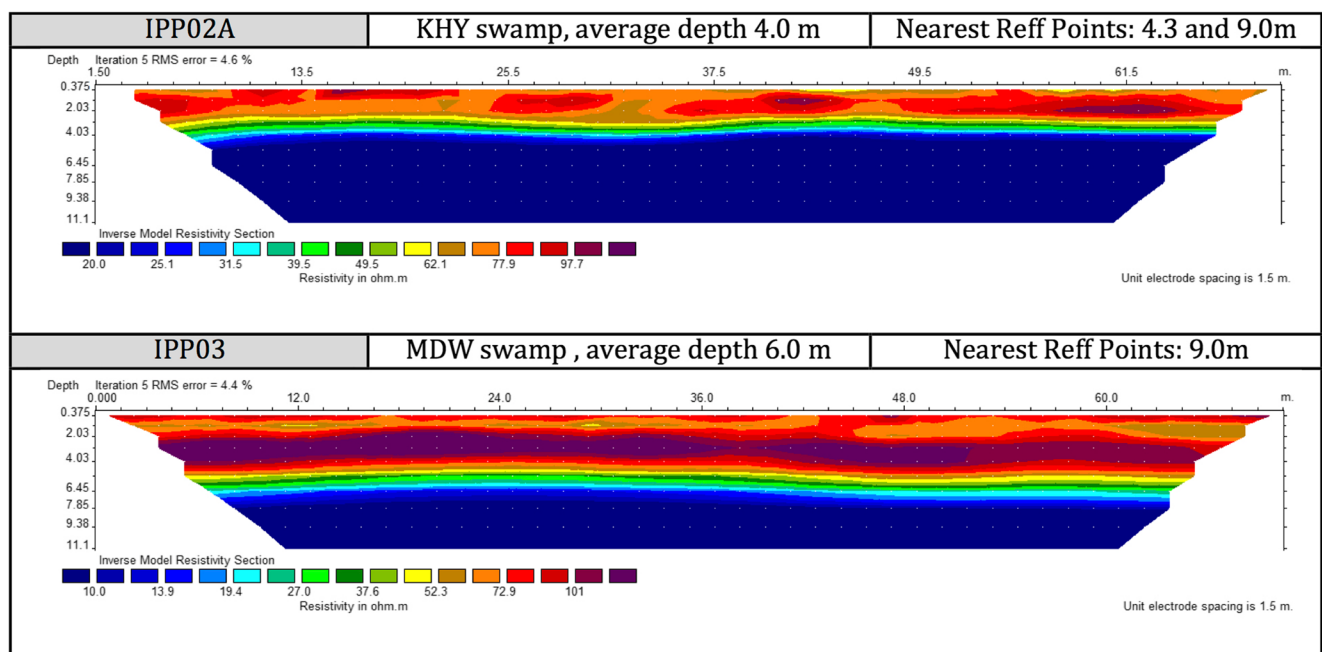 IPP02A KHY swamp, average depth 4.0 m Nearest Reff Points: 4.3 and 9.0m
Depth Iteration 5 RMS error = 4.6 %
1.50 13.5 25.5 37.5 49.5 61.5 m.
0.375
2.03
4.03
6.45
7.85
9.38
11.1
Inverse Model Resistivity Section
20.0 25.1 31.5 39.5 49.5 62.1 77.9 97.7
Resistivity in ohm.m Unit electrode spacing is 1.5 m.
IPP03 MDW swamp , average depth 6.0 m Nearest Reff Points: 9.0m
Depth Iteration 5 RMS error = 4.4 %
0.000 12.0 24.0 36.0 48.0 60.0 m.
0.375
2.03
4.03
6.45
7.85
9.38
11.1
Inverse Model Resistivity Section
10.0 13.9 19.4 27.0 37.6 52.3 72.9 101
Resistivity in ohm.m Unit electrode spacing is 1.5 m.